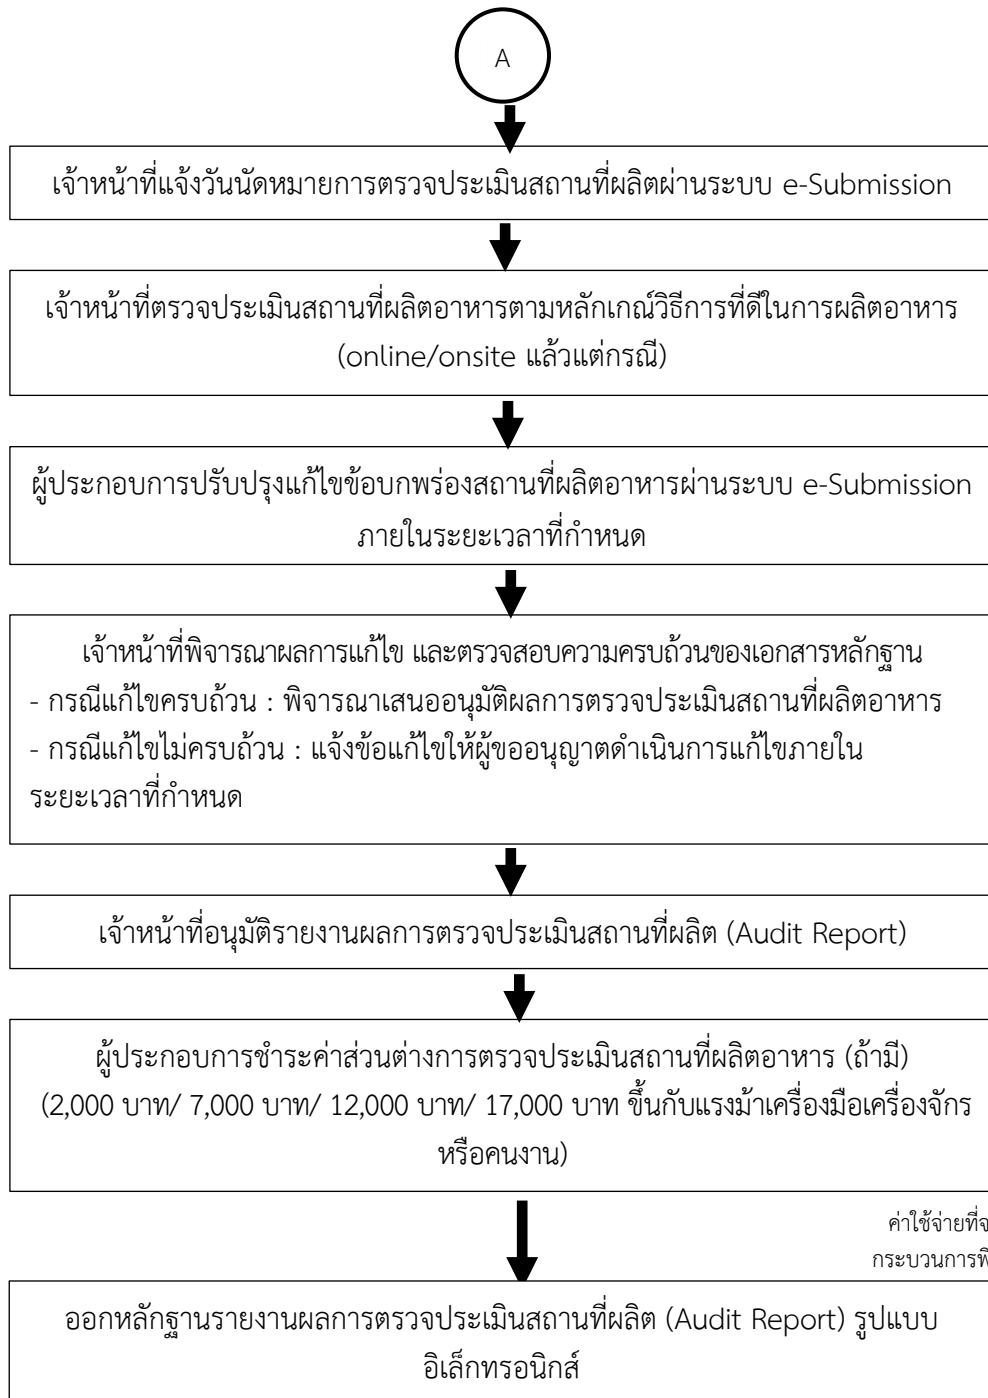 A
เจ้าหน้าที่แจ้งวันนัดหมายการตรวจประเมินสถานที่ผลิตผ่านระบบ e-Submission
เจ้าหน้าที่ตรวจประเมินสถานที่ผลิตอาหารตามหลักเกณ์วิธีการที่ดีในการผลิตอาหาร
(online/onsite แล้วแต่กรณี)
ผู้ประกอบการปรับปรุงแก้ไขข้อบกพร่องสถานที่ผลิตอาหารผ่านระบบ e-Submission
ภายในระยะเวลาที่กำหนด
เจ้าหน้าที่พิจารณาผลการแก้ไข และตรวจสอบความครบถ้วนของเอกสารหลักฐาน
- กรณีแก้ไขครบถ้วน : พิจารณาเสนออนุมัติผลการตรวจประเมินสถานที่ผลิตอาหาร
- กรณีแก้ไขไม่ครบถ้วน : แจ้งข้อแก้ไขให้ผู้ขออนุญาตดำเนินการแก้ไขภายใน
ระยะเวลาที่กำหนด
เจ้าหน้าที่อนุมัติรายงานผลการตรวจประเมินสถานที่ผลิต (Audit Report)
ผู้ประกอบการชำระค่าส่วนต่างการตรวจประเมินสถานที่ผลิตอาหาร (ถ้ามี)
(2,000 บาท/ 7,000 บาท/ 12,000 บาท/ 17,000 บาท ขึ้นกับแรงม้าเครื่องมือเครื่องจักร
หรือคนงาน)
ค่าใช้จ่ายที่จ
กระบวนการพิ
ออกหลักฐานรายงานผลการตรวจประเมินสถานที่ผลิต (Audit Report) รูปแบบ
อิเล็กทรอนิกส์